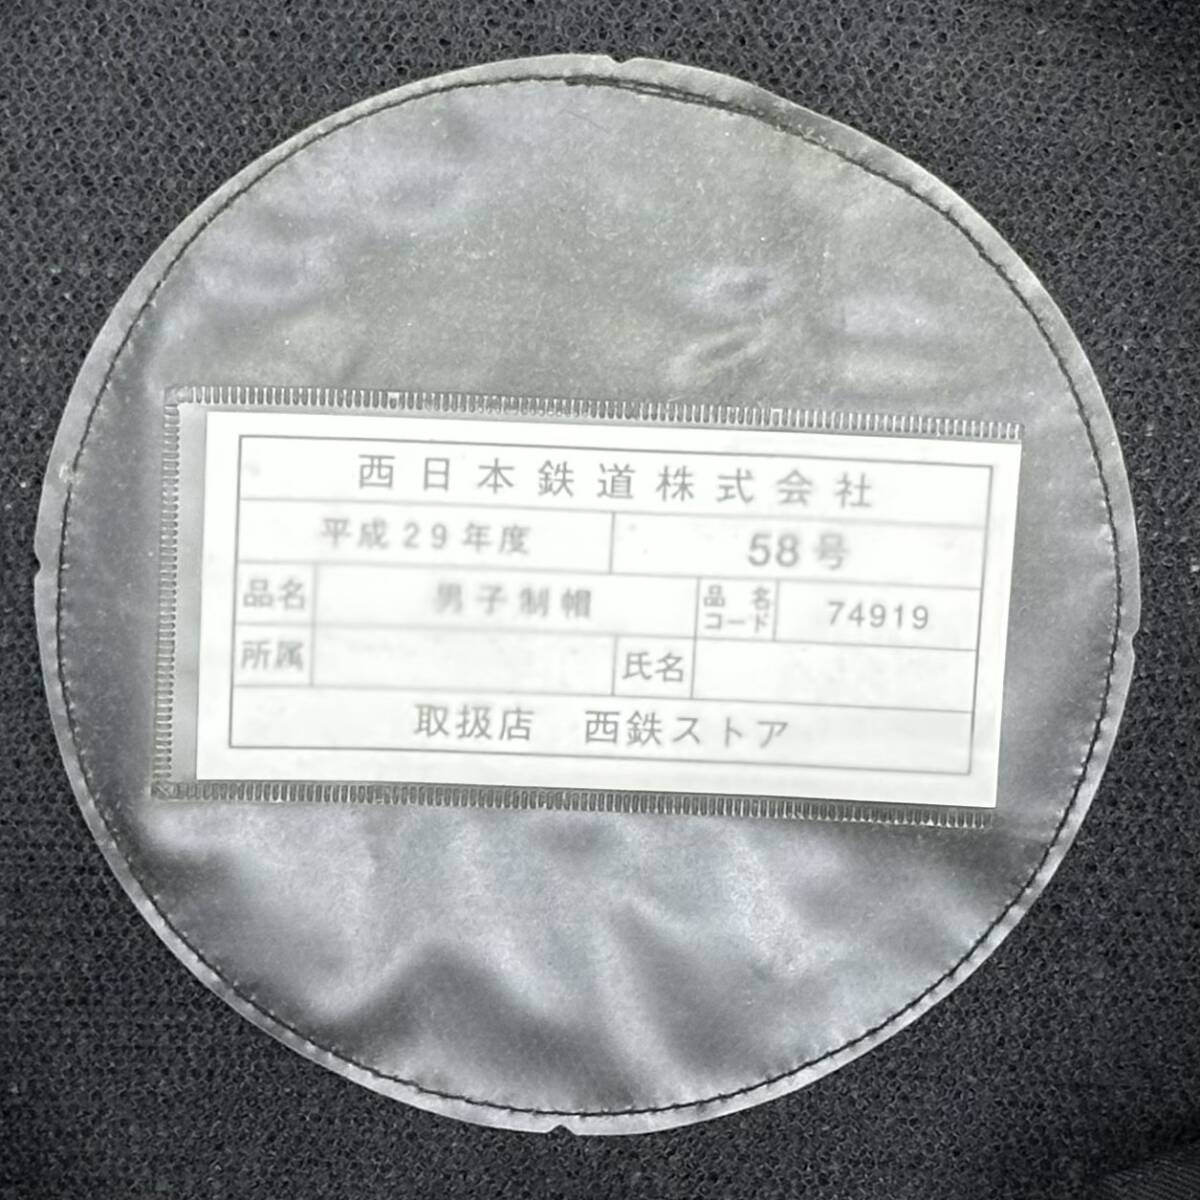 西日本鉄道株式会社
平成29年度 58号
品名 男子制帽 品名コード 74919
所属 氏名
取扱店 西鉄ストア